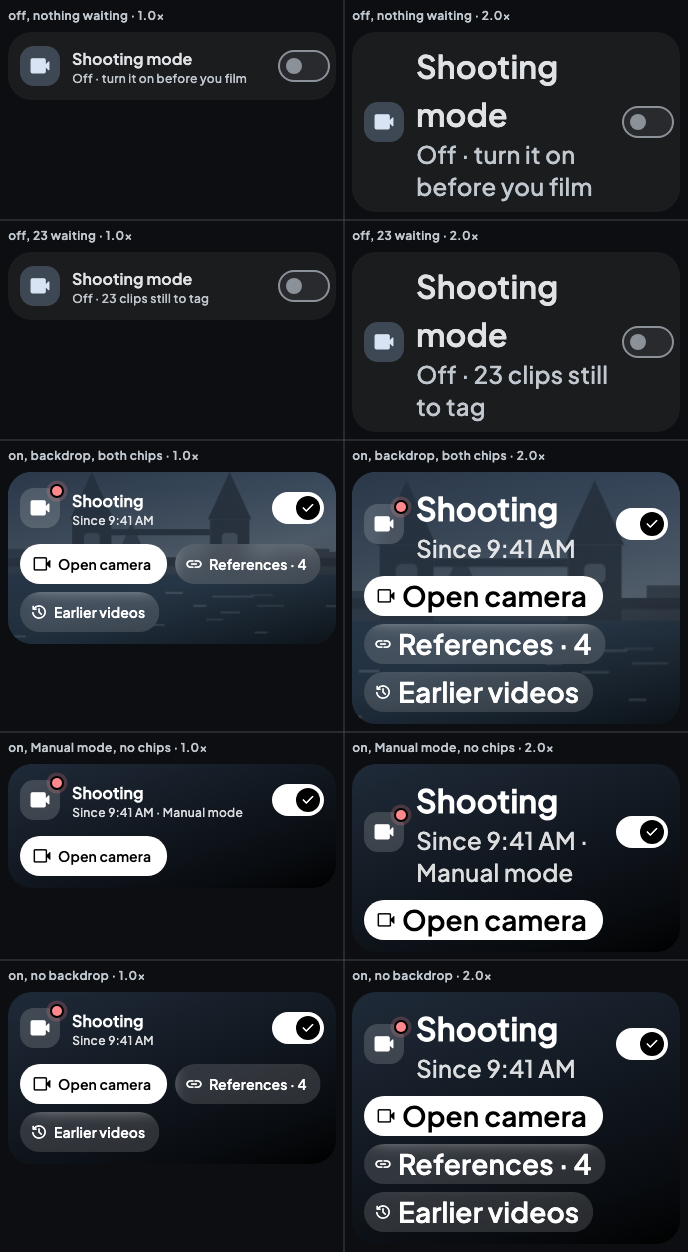 off, nothing waiting · 1.0×
Shooting mode
Off · turn it on before you film
off, nothing waiting · 2.0×
Shooting
mode
Off · turn it on
before you film
off, 23 waiting · 1.0×
Shooting mode
Off · 23 clips still to tag
off, 23 waiting · 2.0×
Shooting
mode
Off · 23 clips still
to tag
on, backdrop, both chips · 1.0×
Shooting
Since 9:41 AM
Open camera
References · 4
Earlier videos
on, backdrop, both chips · 2.0×
Shooting
Since 9:41 AM
Open camera
References · 4
Earlier videos
on, Manual mode, no chips · 1.0×
Shooting
Since 9:41 AM · Manual mode
Open camera
on, Manual mode, no chips · 2.0×
Shooting
Since 9:41 AM ·
Manual mode
Open camera
on, no backdrop · 1.0×
Shooting
Since 9:41 AM
Open camera
References · 4
Earlier videos
on, no backdrop · 2.0×
Shooting
Since 9:41 AM
Open camera
References · 4
Earlier videos